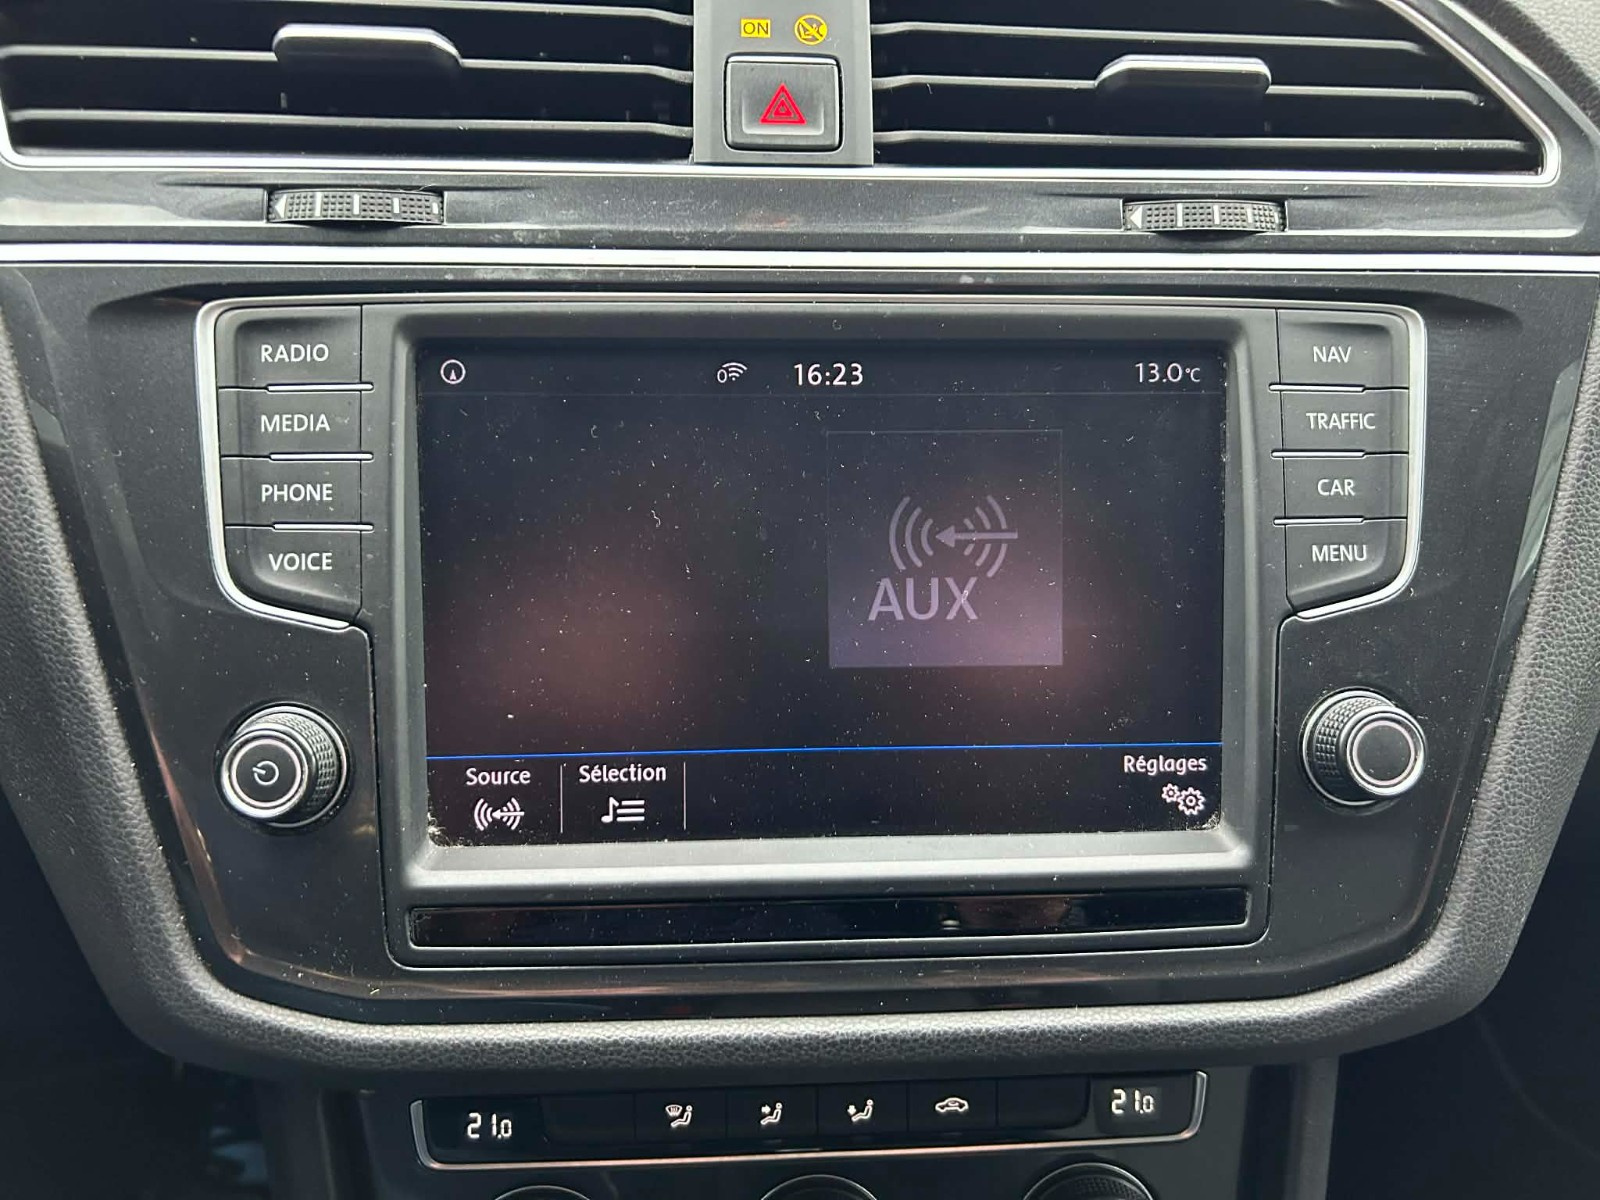 ON
RADIO
MEDIA
PHONE
VOICE
0
16:23
13.0°C
AUX
Source
Sélection
Réglages
NAV
TRAFFIC
CAR
MENU
21.0
21.0